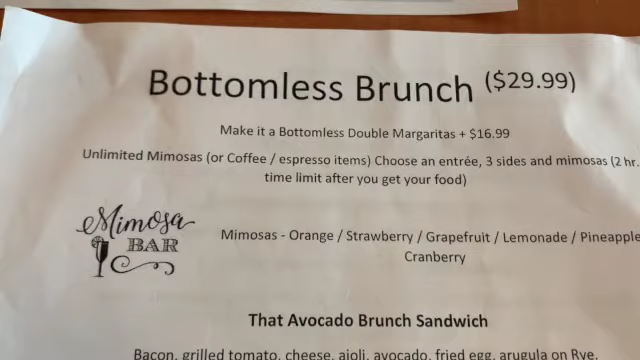 Bottomless Brunch ($29.99)
Make it a Bottomless Double Margaritas + $16.99
Unlimited Mimosas (or Coffee / espresso items) Choose an entrée, 3 sides and mimosas (2 hr.
time limit after you get your food)
Mimosa
BAR
Mimosas - Orange / Strawberry / Grapefruit / Lemonade / Pineapple
Cranberry
That Avocado Brunch Sandwich
Bacon, grilled tomato, cheese, aioli, avocado, fried egg, arugula on Rye.